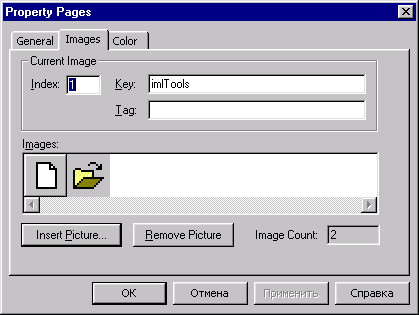 Property Pages
General Images Color
Current Image
Index: 1 Key: imlTools
Tag:
Images:
Insert Picture... Remove Picture Image Count: 2
OK Отмена Применить Справка